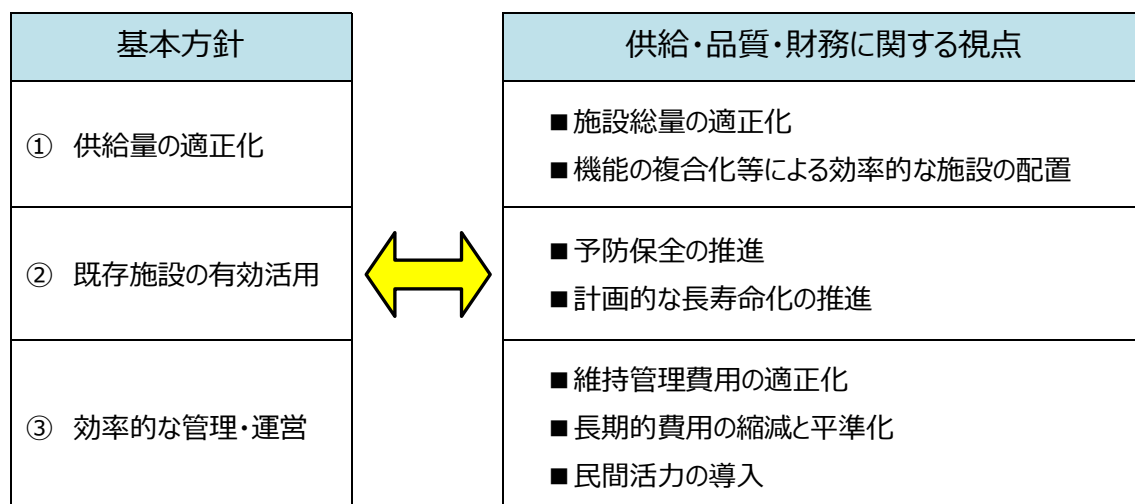 基本方針
供給・品質・財務に関する視点
① 供給量の適正化
■施設総量の適正化
■機能の複合化等による効率的な施設の配置
② 既存施設の有効活用
■予防保全の推進
■計画的な長寿命化の推進
③ 効率的な管理・運営
■維持管理費用の適正化
■長期的費用の縮減と平準化
■民間活力の導入